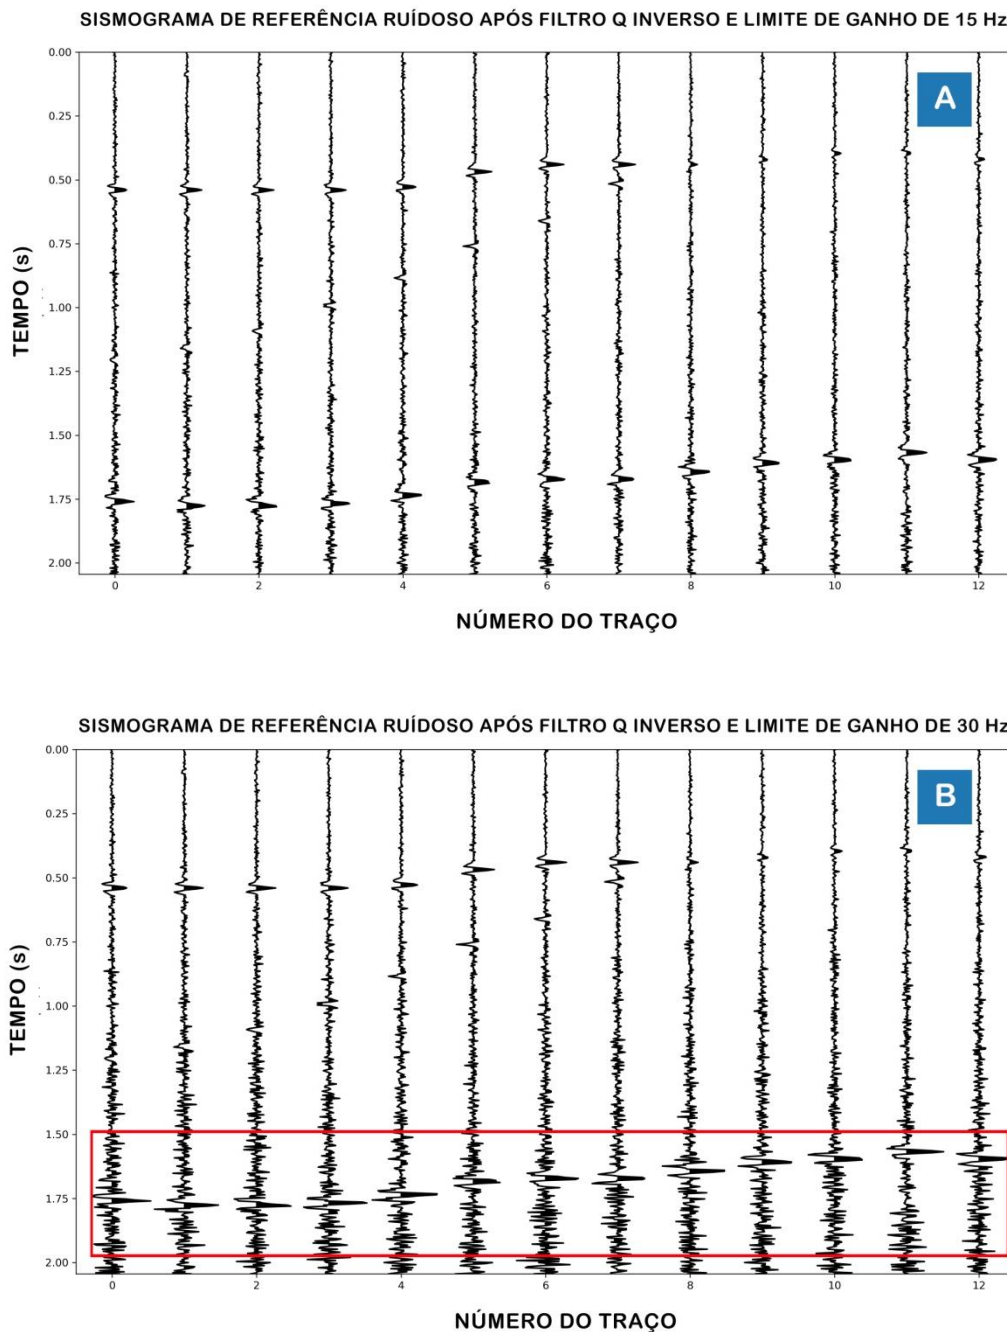 SISMOGRAMA DE REFERÊNCIA RUÍDOSO APÓS FILTRO Q INVERSO E LIMITE DE GANHO DE 15 Hz
A
TEMPO (s)
0.00
0.25
0.50
0.75
1.00
1.25
1.50
1.75
2.00
0 2 4 6 8 10 12
NÚMERO DO TRAÇO
SISMOGRAMA DE REFERÊNCIA RUÍDOSO APÓS FILTRO Q INVERSO E LIMITE DE GANHO DE 30 Hz
B
TEMPO (s)
0.00
0.25
0.50
0.75
1.00
1.25
1.50
1.75
2.00
0 2 4 6 8 10 12
NÚMERO DO TRAÇO